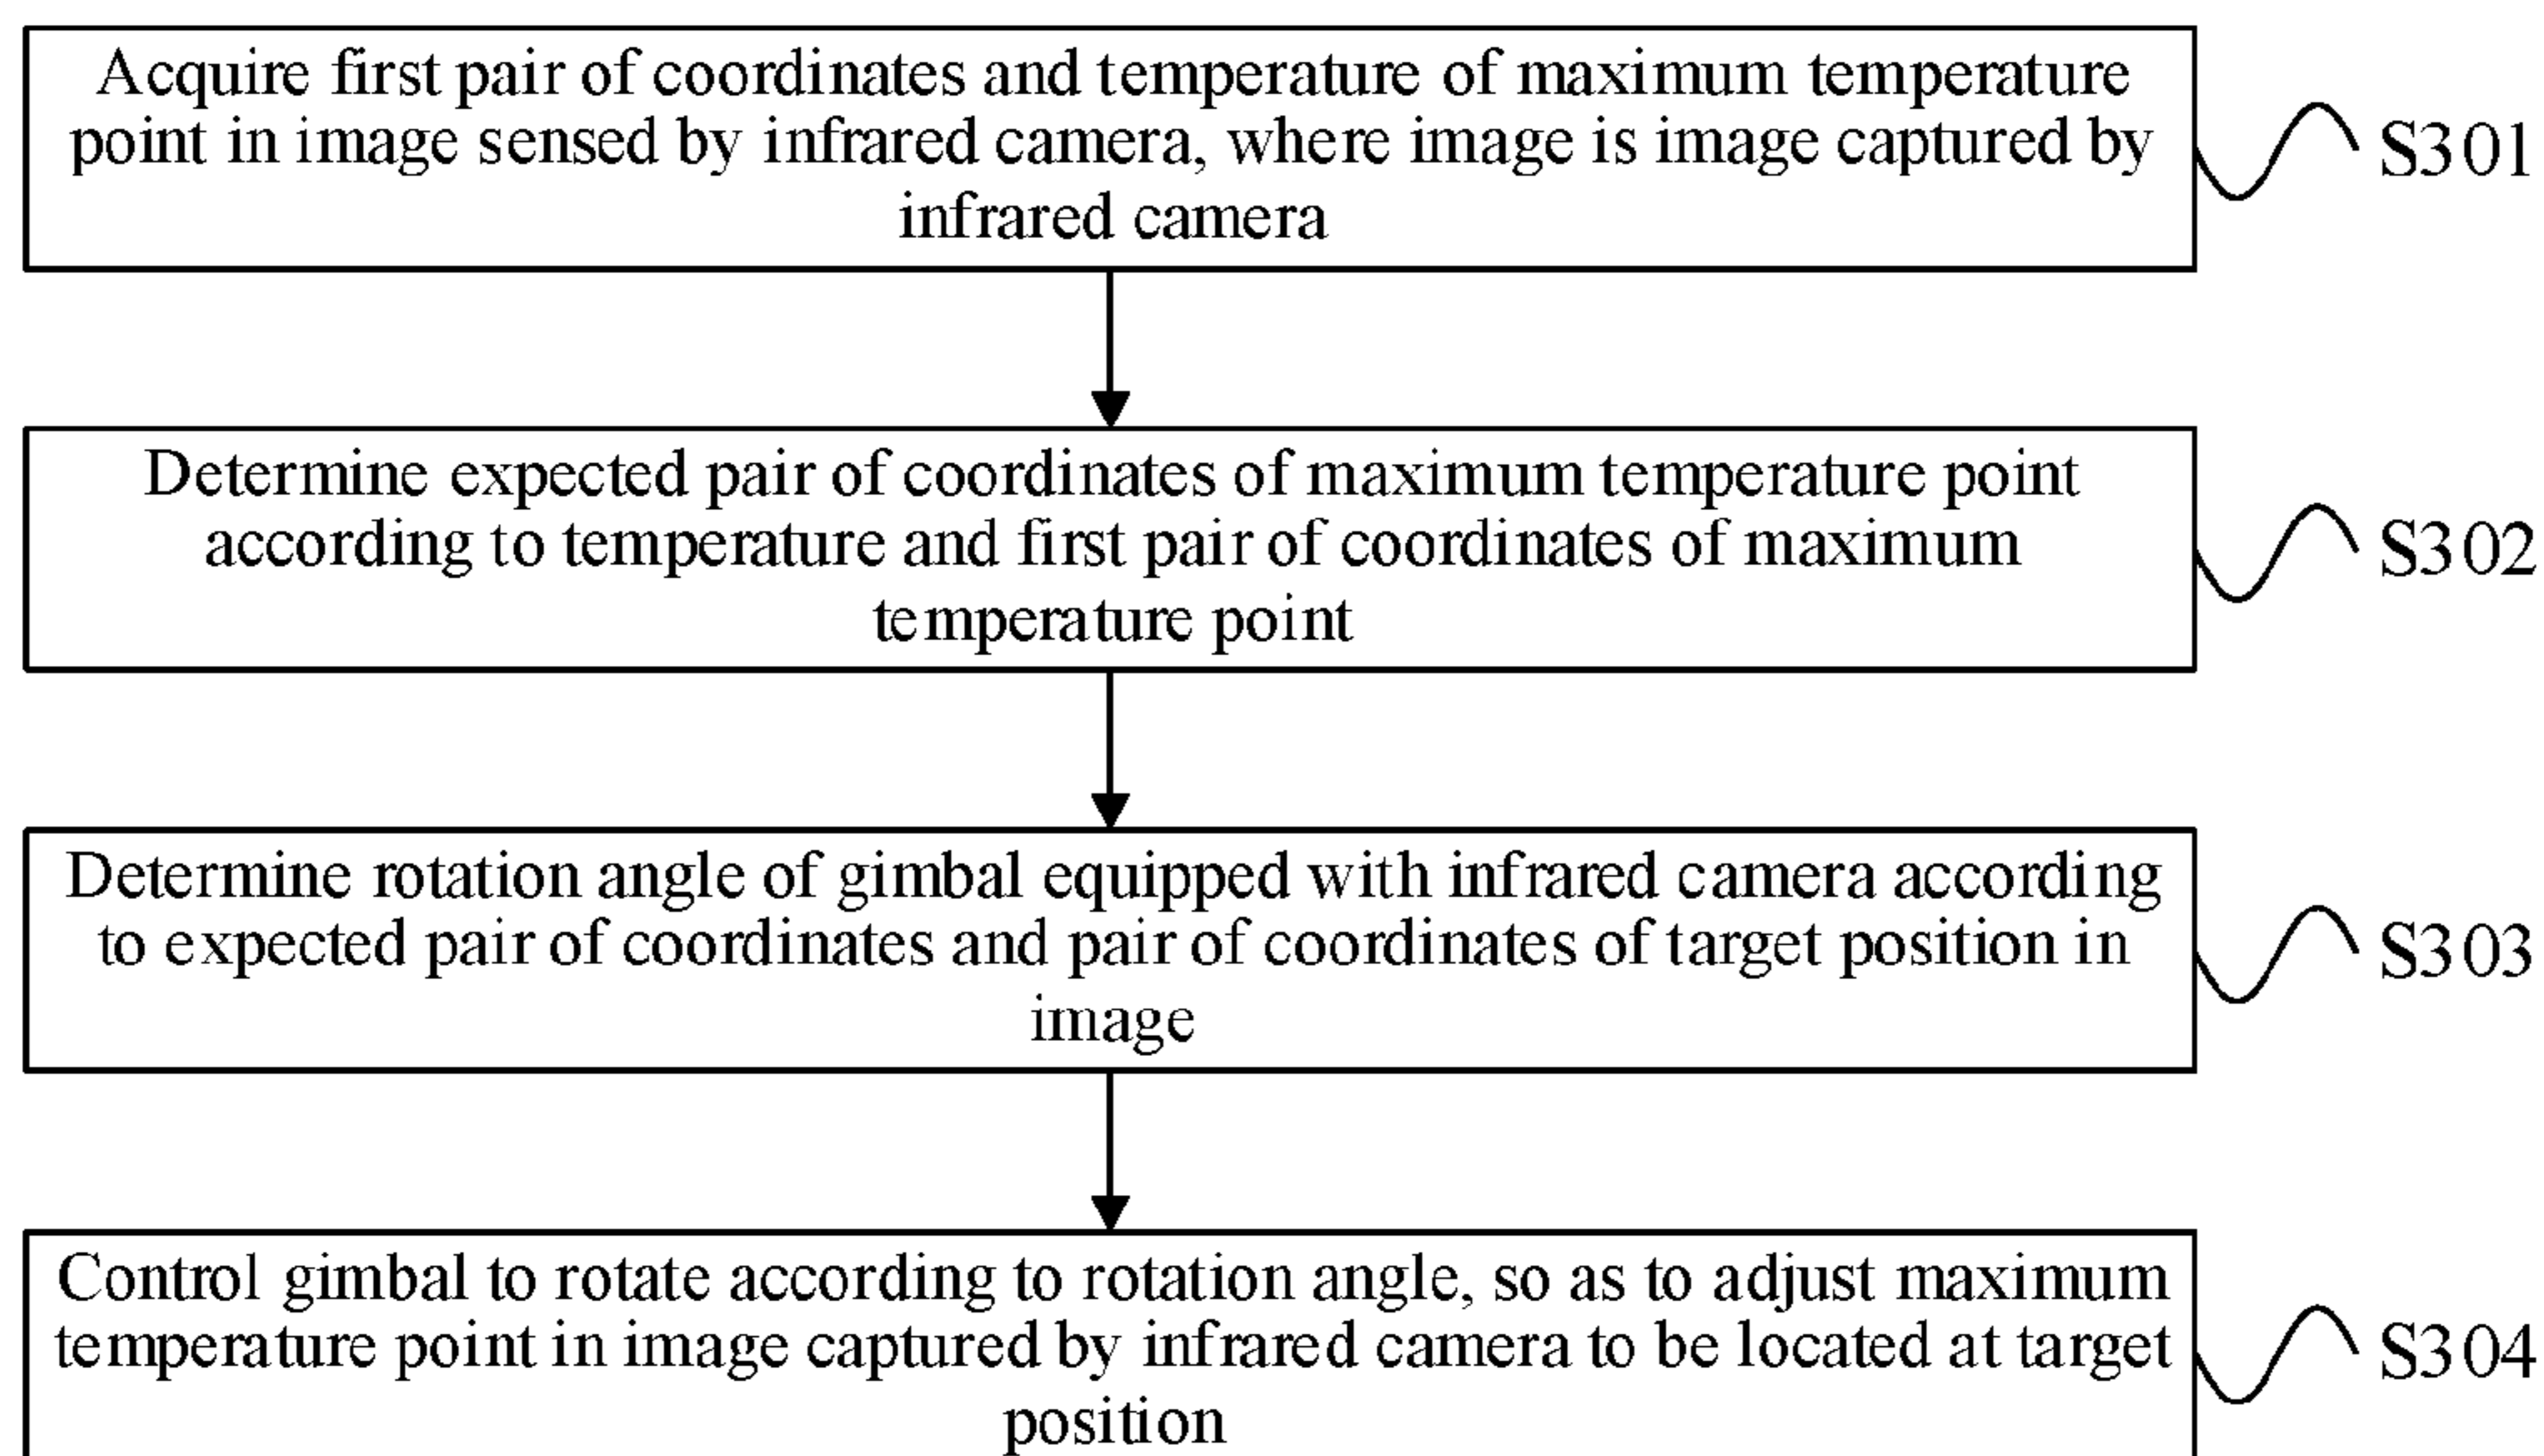 Acquire first pair of coordinates and temperature of maximum temperature
point in image sensed by infrared camera, where image is image captured by
infrared camera
S301
Determine expected pair of coordinates of maximum temperature point
according to temperature and first pair of coordinates of maximum
temperature point
S302
Determine rotation angle of gimbal equipped with infrared camera according
to expected pair of coordinates and pair of coordinates of target position in
image
S303
Control gimbal to rotate according to rotation angle, so as to adjust maximum
temperature point in image captured by infrared camera to be located at target
position
S304